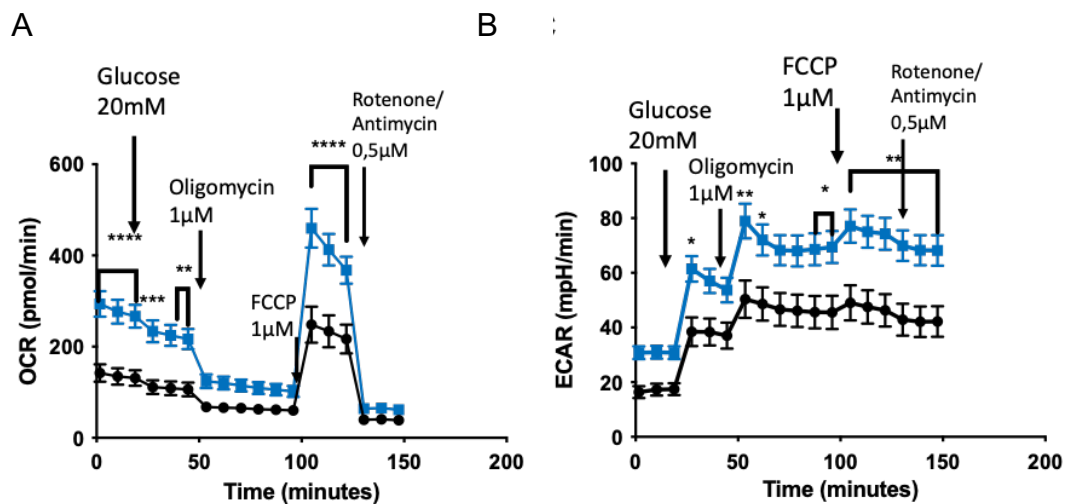 A
Glucose
20mM
Rotenone/
Antimycin
0,5µM
****
Oligomycin
1µM
****
**
***
FCCP
1µM
600
400
200
0
OCR (pmol/min)
0
50
100
150
200
Time (minutes)
B
FCCP
1µM
Rotenone/
Antimycin
0,5µM
Glucose
20mM
Oligomycin
1µM
**
**
*
*
*
100
80
60
40
20
0
ECAR (mpH/min)
0
50
100
150
200
Time (minutes)